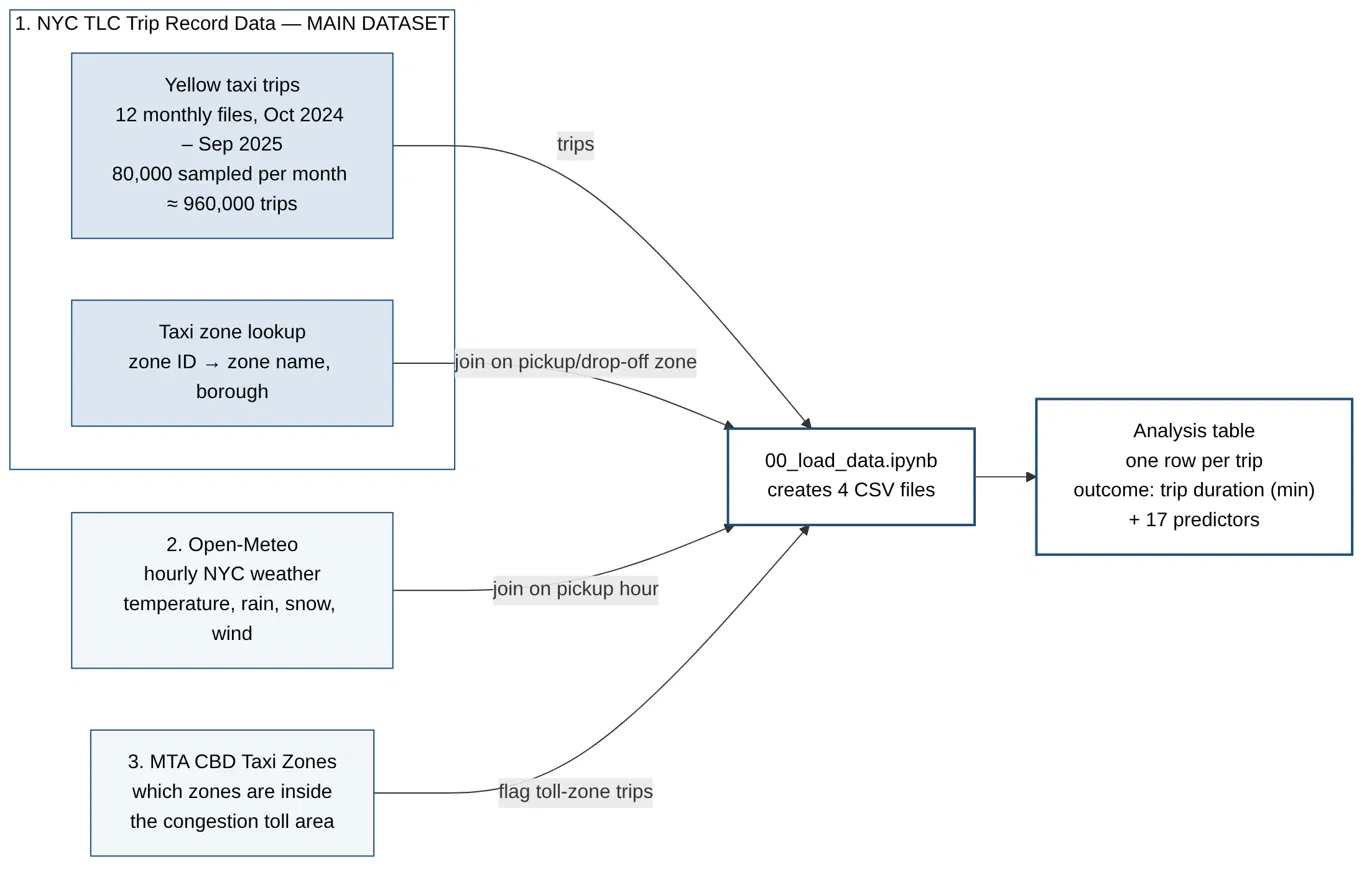 1. NYC TLC Trip Record Data — MAIN DATASET
Yellow taxi trips
12 monthly files, Oct 2024
– Sep 2025
80,000 sampled per month
≈ 960,000 trips
trips
Taxi zone lookup
zone ID → zone name,
borough
join on pickup/drop-off zone
00_load_data.ipynb
creates 4 CSV files
Analysis table
one row per trip
outcome: trip duration (min)
+ 17 predictors
2. Open-Meteo
hourly NYC weather
temperature, rain, snow,
wind
join on pickup hour
3. MTA CBD Taxi Zones
which zones are inside
the congestion toll area
flag toll-zone trips